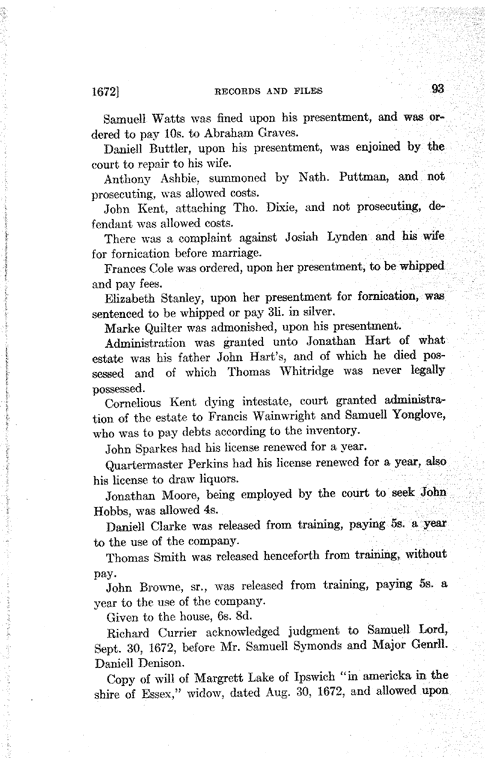 1672] RECORDS AND FILES 93
Samuell Watts was fined upon his presentment, and was or-
dered to pay 10s. to Abraham Graves.
Daniell Buttler, upon his presentment, was enjoined by the
court to repair to his wife.
Anthony Ashbie, summoned by Nath. Puttman, and not
prosecuting, was allowed costs.
John Kent, attaching Tho. Dixie, and not prosecuting, de-
fendant was allowed costs.
There was a complaint against Josiah Lynden and his wife
for fornication before marriage.
Frances Cole was ordered, upon her presentment, to be whipped
and pay fees.
Elizabeth Stanley, upon her presentment for fornication, was
sentenced to be whipped or pay 3li. in silver.
Marke Quilter was admonished, upon his presentment.
Administration was granted unto Jonathan Hart of what
estate was his father John Hart's, and of which he died pos-
sessed and of which Thomas Whitridge was never legally
possessed.
Cornelious Kent dying intestate, court granted administra-
tion of the estate to Francis Wainwright and Samuell Yonglove,
who was to pay debts according to the inventory.
John Sparkes had his license renewed for a year.
Quartermaster Perkins had his license renewed for a year, also
his license to draw liquors.
Jonathan Moore, being employed by the court to seek John
Hobbs, was allowed 4s.
Daniell Clarke was released from training, paying 5s. a year
to the use of the company.
Thomas Smith was released henceforth from training, without
pay.
John Browne, sr., was released from training, paying 5s. a
year to the use of the company.
Given to the house, 6s. 8d.
Richard Currier acknowledged judgment to Samuell Lord,
Sept. 30, 1672, before Mr. Samuell Symonds and Major Genrll.
Daniell Denison.
Copy of will of Margrett Lake of Ipswich "in americka in the
shire of Essex," widow, dated Aug. 30, 1672, and allowed upon